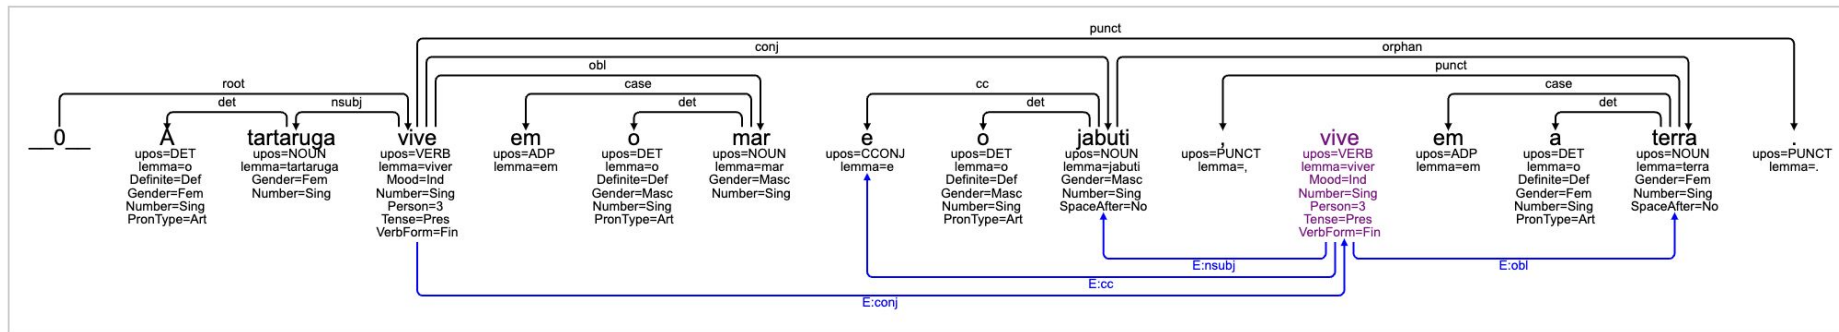 punct
conj orphan
obl punct
root case cc case
det nsubj det det det
__0__ A tartaruga vive em o mar e o jabuti , vive em a terra .
upos=DET upos=NOUN upos=VERB upos=ADP upos=DET upos=NOUN upos=CCONJ upos=DET upos=NOUN upos=PUNCT upos=VERB upos=ADP upos=DET upos=NOUN upos=PUNCT
lemma=o lemma=tartaruga lemma=viver lemma=em lemma=o lemma=mar lemma=e lemma=o lemma=jabuti lemma=, lemma=viver lemma=em lemma=o lemma=terra lemma=.
Definite=Def Gender=Fem Mood=Ind Definite=Def Gender=Masc Definite=Def Gender=Masc Mood=Ind Definite=Def Gender=Fem
Gender=Fem Number=Sing Number=Sing Gender=Masc Number=Sing Gender=Masc Number=Sing Number=Sing Gender=Fem Number=Sing
Number=Sing Person=3 Number=Sing Number=Sing SpaceAfter=No Person=3 Number=Sing SpaceAfter=No
PronType=Art Tense=Pres PronType=Art PronType=Art Tense=Pres PronType=Art
VerbForm=Fin VerbForm=Fin
E:nsubj E:obl
E:cc
E:conj